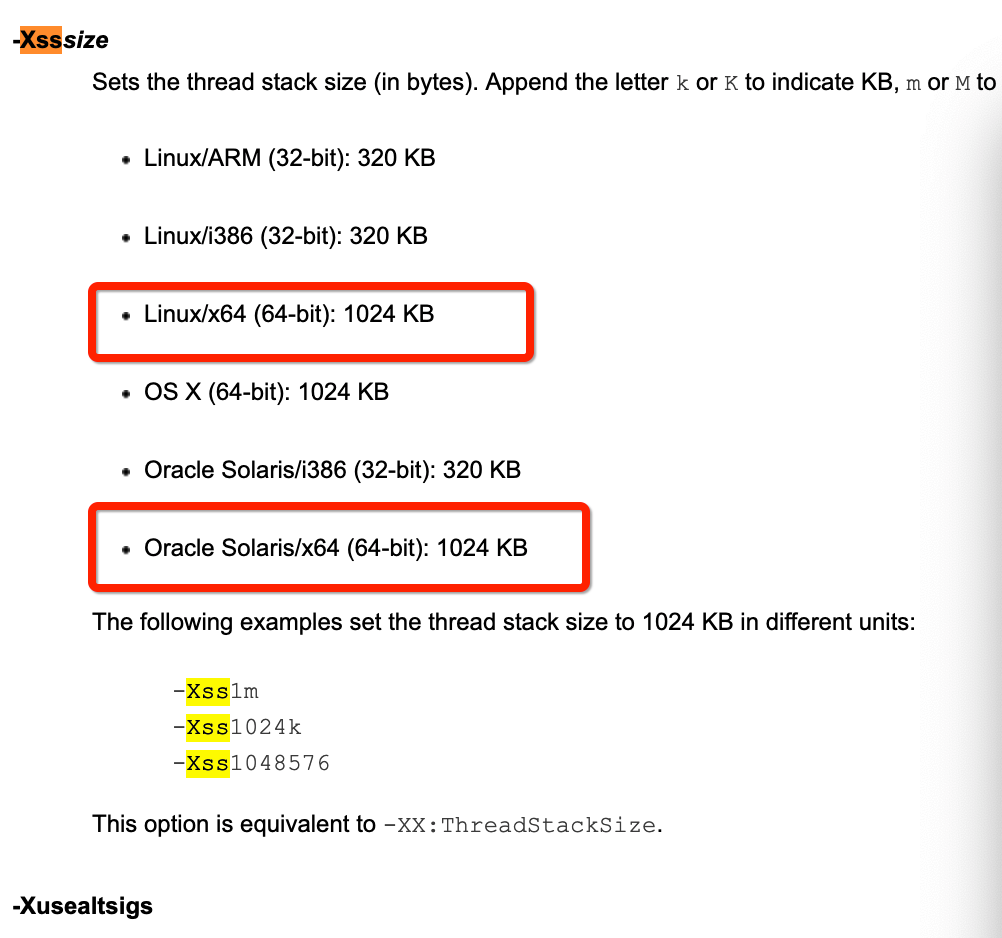 -Xsssize
Sets the thread stack size (in bytes). Append the letter k or K to indicate KB, m or M to
• Linux/ARM (32-bit): 320 KB
• Linux/i386 (32-bit): 320 KB
• Linux/x64 (64-bit): 1024 KB
• OS X (64-bit): 1024 KB
• Oracle Solaris/i386 (32-bit): 320 KB
• Oracle Solaris/x64 (64-bit): 1024 KB
The following examples set the thread stack size to 1024 KB in different units:
-Xss1m
-Xss1024k
-Xss1048576
This option is equivalent to -XX:ThreadStackSize.
-Xusealtsigs